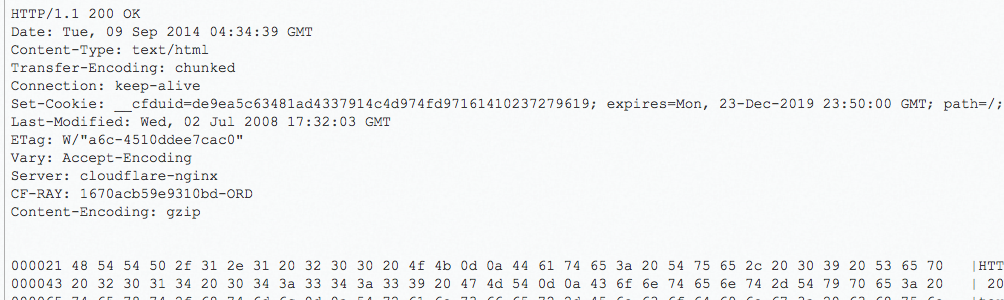 HTTP/1.1 200 OK
Date: Tue, 09 Sep 2014 04:34:39 GMT
Content-Type: text/html
Transfer-Encoding: chunked
Connection: keep-alive
Set-Cookie: __cfduid=de9ea5c63481ad4337914c4d974fd97161410237279619; expires=Mon, 23-Dec-2019 23:50:00 GMT; path=/;
Last-Modified: Wed, 02 Jul 2008 17:32:03 GMT
ETag: W/"a6c-4510ddee7cac0"
Vary: Accept-Encoding
Server: cloudflare-nginx
CF-RAY: 1670acb59e9310bd-ORD
Content-Encoding: gzip
000021 48 54 54 50 2f 31 2e 31 20 32 30 30 20 4f 4b 0d 0a 44 61 74 65 3a 20 54 75 65 2c 20 30 39 20 53 65 70 |HTT
000043 20 32 30 31 34 20 30 34 3a 33 34 3a 33 39 20 47 4d 54 0d 0a 43 6f 6e 74 65 6e 74 2d 54 79 70 65 3a 20 | 20